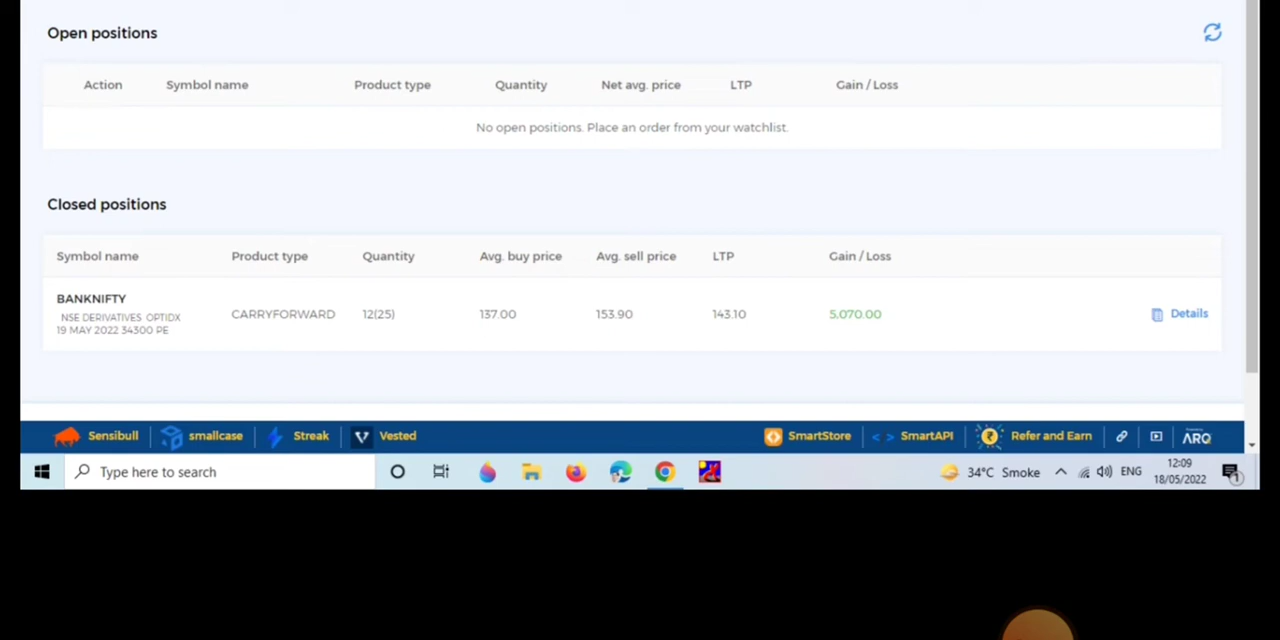 Open positions
Action Symbol name Product type Quantity Net avg. price LTP Gain / Loss
No open positions. Place an order from your watchlist.
Closed positions
Symbol name Product type Quantity Avg. buy price Avg. sell price LTP Gain / Loss
BANKNIFTY
NSE DERIVATIVES OPTIDX
19 MAY 2022 34300 PE
CARRYFORWARD 12(25) 137.00 153.90 143.10 5,070.00 Details
Sensibull smallcase Streak Vested SmartStore < > SmartAPI Refer and Earn ARQ
Type here to search 34°C Smoke ENG 12:09
18/05/2022 1